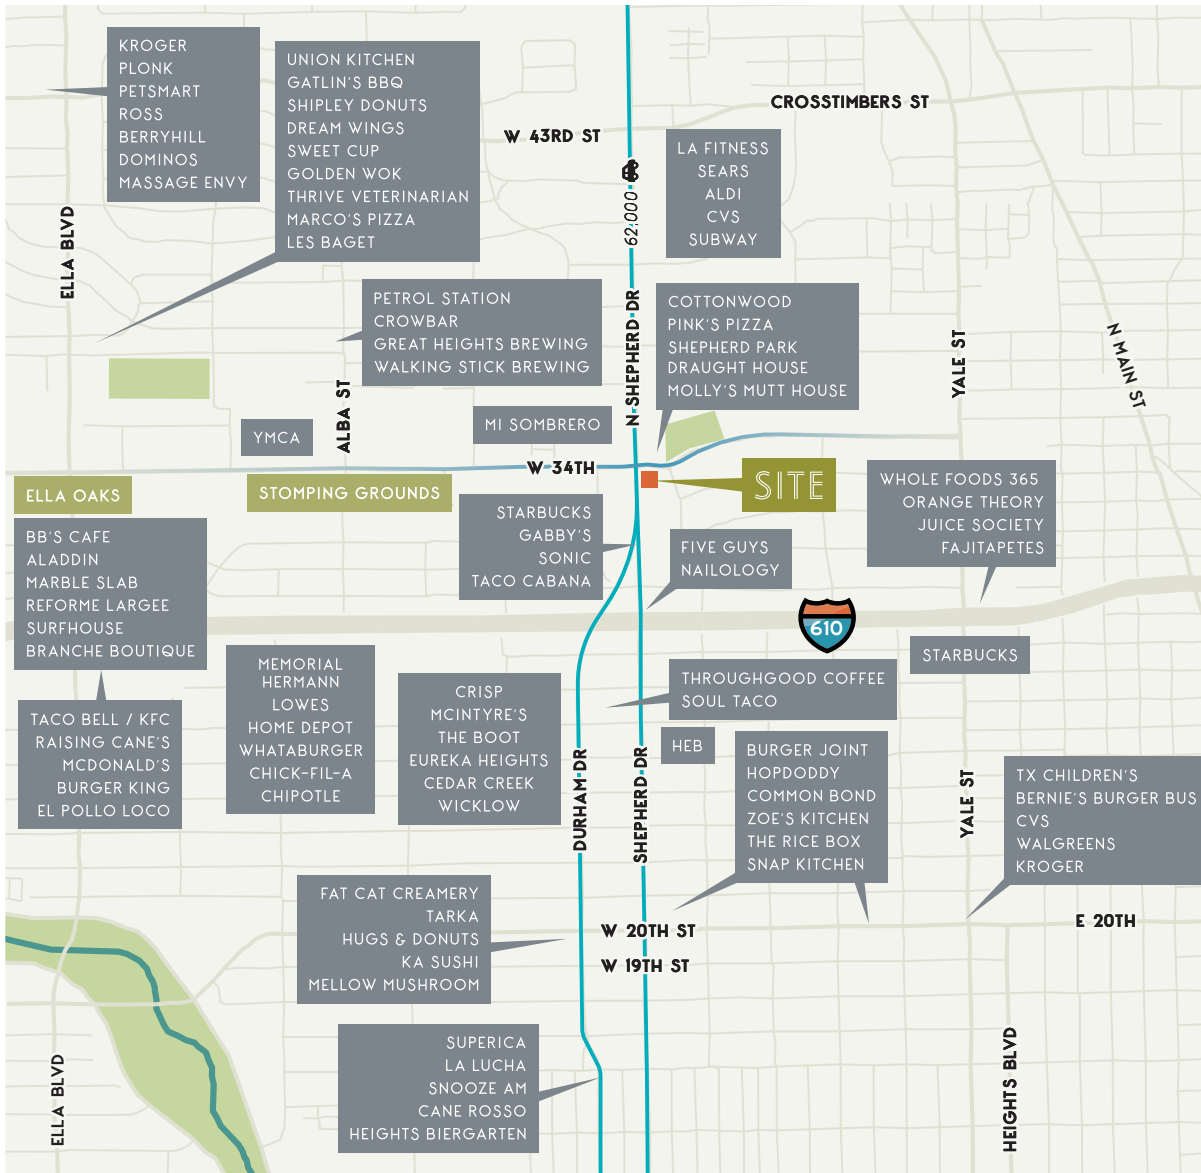 KROGER
PLONK
PETSMART
ROSS
BERRYHILL
DOMINOS
MASSAGE ENVY
UNION KITCHEN
GATLIN'S BBQ
SHIPLEY DONUTS
DREAM WINGS
SWEET CUP
GOLDEN WOK
THRIVE VETERINARIAN
MARCO'S PIZZA
LES BAGET
CROSSTIMBERS ST
W 43RD ST
LA FITNESS
SEARS
ALDI
CVS
SUBWAY
62,000
ELLA BLVD
PETROL STATION
CROWBAR
GREAT HEIGHTS BREWING
WALKING STICK BREWING
N SHEPHERD DR
COTTONWOOD
PINK'S PIZZA
SHEPHERD PARK
DRAUGHT HOUSE
MOLLY'S MUTT HOUSE
YALE ST
N MAIN ST
ALBA ST
YMCA
MI SOMBRERO
W 34TH
SITE
ELLA OAKS
STOMPING GROUNDS
BB'S CAFE
ALADDIN
MARBLE SLAB
REFORME LARGEE
SURFHOUSE
BRANCHE BOUTIQUE
STARBUCKS
GABBY'S
SONIC
TACO CABANA
FIVE GUYS
NAILOLOGY
WHOLE FOODS 365
ORANGE THEORY
JUICE SOCIETY
FAJITAPETES
610
STARBUCKS
TACO BELL / KFC
RAISING CANE'S
MCDONALD'S
BURGER KING
EL POLLO LOCO
MEMORIAL
HERMANN
LOWES
HOME DEPOT
WHATABURGER
CHICK-FIL-A
CHIPOTLE
CRISP
MCINTYRE'S
THE BOOT
EUREKA HEIGHTS
CEDAR CREEK
WICKLOW
THROUGHGOOD COFFEE
SOUL TACO
HEB
DURHAM DR
SHEPHERD DR
BURGER JOINT
HOPDODDY
COMMON BOND
ZOE'S KITCHEN
THE RICE BOX
SNAP KITCHEN
YALE ST
TX CHILDREN'S
BERNIE'S BURGER BUS
CVS
WALGREENS
KROGER
FAT CAT CREAMERY
TARKA
HUGS & DONUTS
KA SUSHI
MELLOW MUSHROOM
W 20TH ST
E 20TH
W 19TH ST
SUPERICA
LA LUCHA
SNOOZE AM
CANE ROSSO
HEIGHTS BIERGARTEN
ELLA BLVD
HEIGHTS BLVD